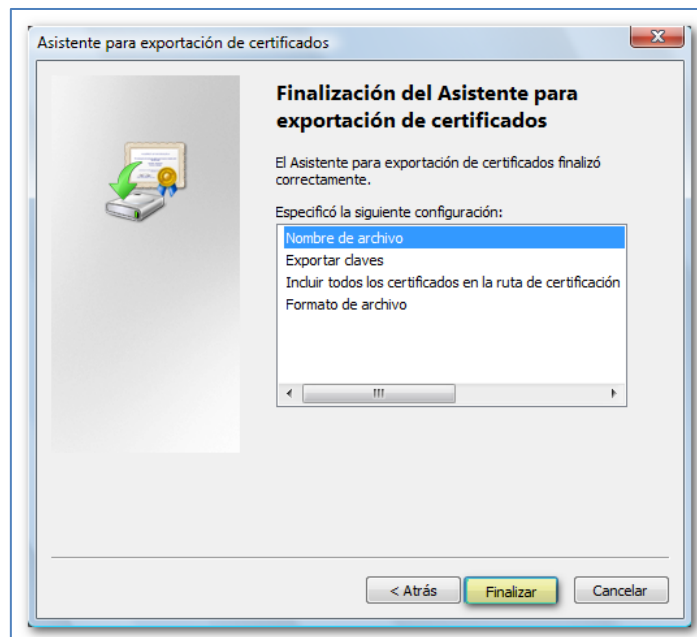 Asistente para exportación de certificados
Finalización del Asistente para
exportación de certificados
El Asistente para exportación de certificados finalizó
correctamente.
Especificó la siguiente configuración:
Nombre de archivo
Exportar claves
Incluir todos los certificados en la ruta de certificación
Formato de archivo
< Atrás
Finalizar
Cancelar